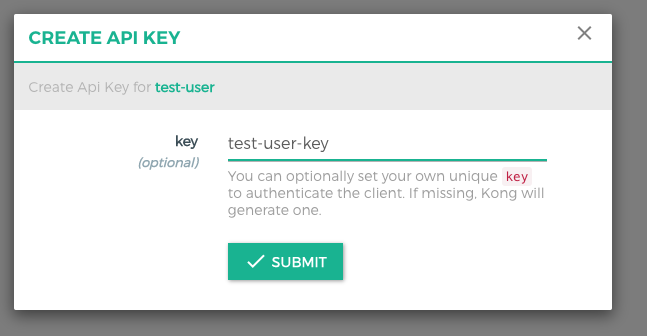 CREATE API KEY
Create Api Key for test-user
key
(optional)
test-user-key
You can optionally set your own unique key
to authenticate the client. If missing, Kong will
generate one.
SUBMIT